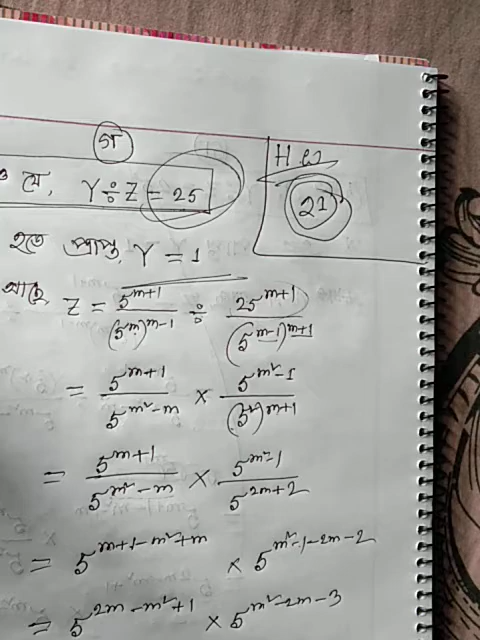 গ
যে, Y ÷ Z = 25
H.W
21
হতে প্রাপ্ত, Y = 1
আছে, Z = 5^{m+1}/(5^m)^{m-1} ÷ 25^{m+1}/(5^{m-1})^{m+1}
= 5^{m+1}/5^{m²-m} × 5^{m²-1}/(5²)^{m+1}
= 5^{m+1}/5^{m²-m} × 5^{m²-1}/5^{2m+2}
= 5^{m+1-m²+m} × 5^{m²-1-2m-2}
= 5^{2m-m²+1} × 5^{m²-2m-3}